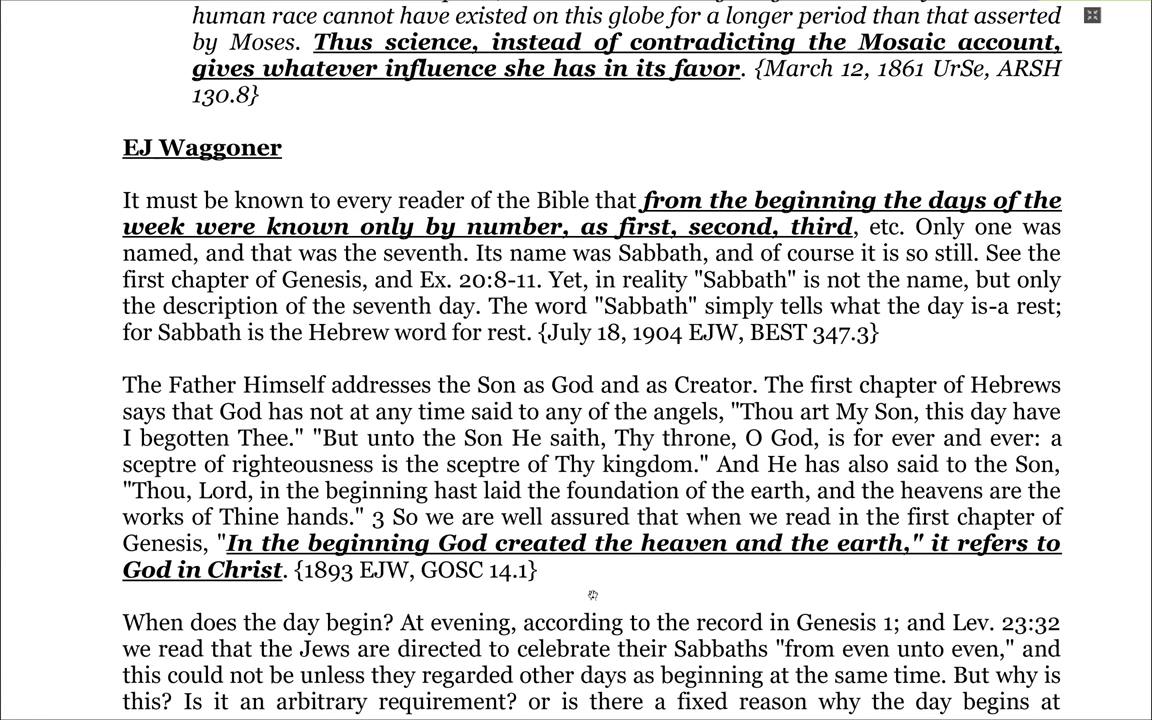 human race cannot have existed on this globe for a longer period than that asserted
by Moses. Thus science, instead of contradicting the Mosaic account,
gives whatever influence she has in its favor. {March 12, 1861 UrSe, ARSH
130.8}
EJ Waggoner
It must be known to every reader of the Bible that from the beginning the days of the
week were known only by number, as first, second, third, etc. Only one was
named, and that was the seventh. Its name was Sabbath, and of course it is so still. See the
first chapter of Genesis, and Ex. 20:8-11. Yet, in reality "Sabbath" is not the name, but only
the description of the seventh day. The word "Sabbath" simply tells what the day is-a rest;
for Sabbath is the Hebrew word for rest. {July 18, 1904 EJW, BEST 347.3}
The Father Himself addresses the Son as God and as Creator. The first chapter of Hebrews
says that God has not at any time said to any of the angels, "Thou art My Son, this day have
I begotten Thee." "But unto the Son He saith, Thy throne, O God, is for ever and ever: a
sceptre of righteousness is the sceptre of Thy kingdom." And He has also said to the Son,
"Thou, Lord, in the beginning hast laid the foundation of the earth, and the heavens are the
works of Thine hands." 3 So we are well assured that when we read in the first chapter of
Genesis, "In the beginning God created the heaven and the earth," it refers to
God in Christ. {1893 EJW, GOSC 14.1}
When does the day begin? At evening, according to the record in Genesis 1; and Lev. 23:32
we read that the Jews are directed to celebrate their Sabbaths "from even unto even," and
this could not be unless they regarded other days as beginning at the same time. But why is
this? Is it an arbitrary requirement? or is there a fixed reason why the day begins at